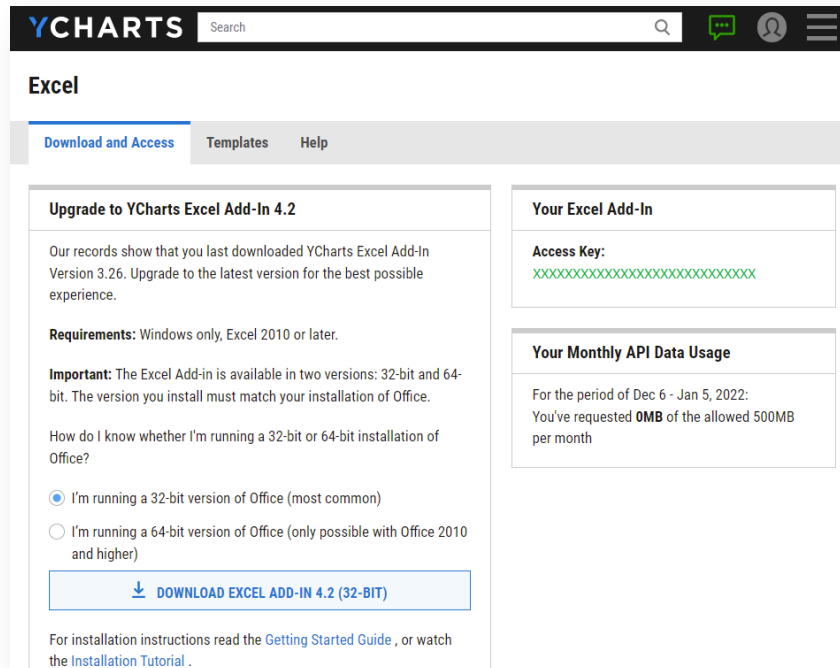 YCHARTS
Search
Excel
Download and Access
Templates
Help
Upgrade to YCharts Excel Add-In 4.2
Our records show that you last downloaded YCharts Excel Add-In
Version 3.26. Upgrade to the latest version for the best possible
experience.
Requirements: Windows only, Excel 2010 or later.
Important: The Excel Add-in is available in two versions: 32-bit and 64-
bit. The version you install must match your installation of Office.
How do I know whether I'm running a 32-bit or 64-bit installation of
Office?
I'm running a 32-bit version of Office (most common)
I'm running a 64-bit version of Office (only possible with Office 2010
and higher)
DOWNLOAD EXCEL ADD-IN 4.2 (32-BIT)
For installation instructions read the Getting Started Guide , or watch
the Installation Tutorial .
Your Excel Add-In
Access Key:
XXXXXXXXXXXXXXXXXXXXXXXXXXXX
Your Monthly API Data Usage
For the period of Dec 6 - Jan 5, 2022:
You've requested 0MB of the allowed 500MB
per month